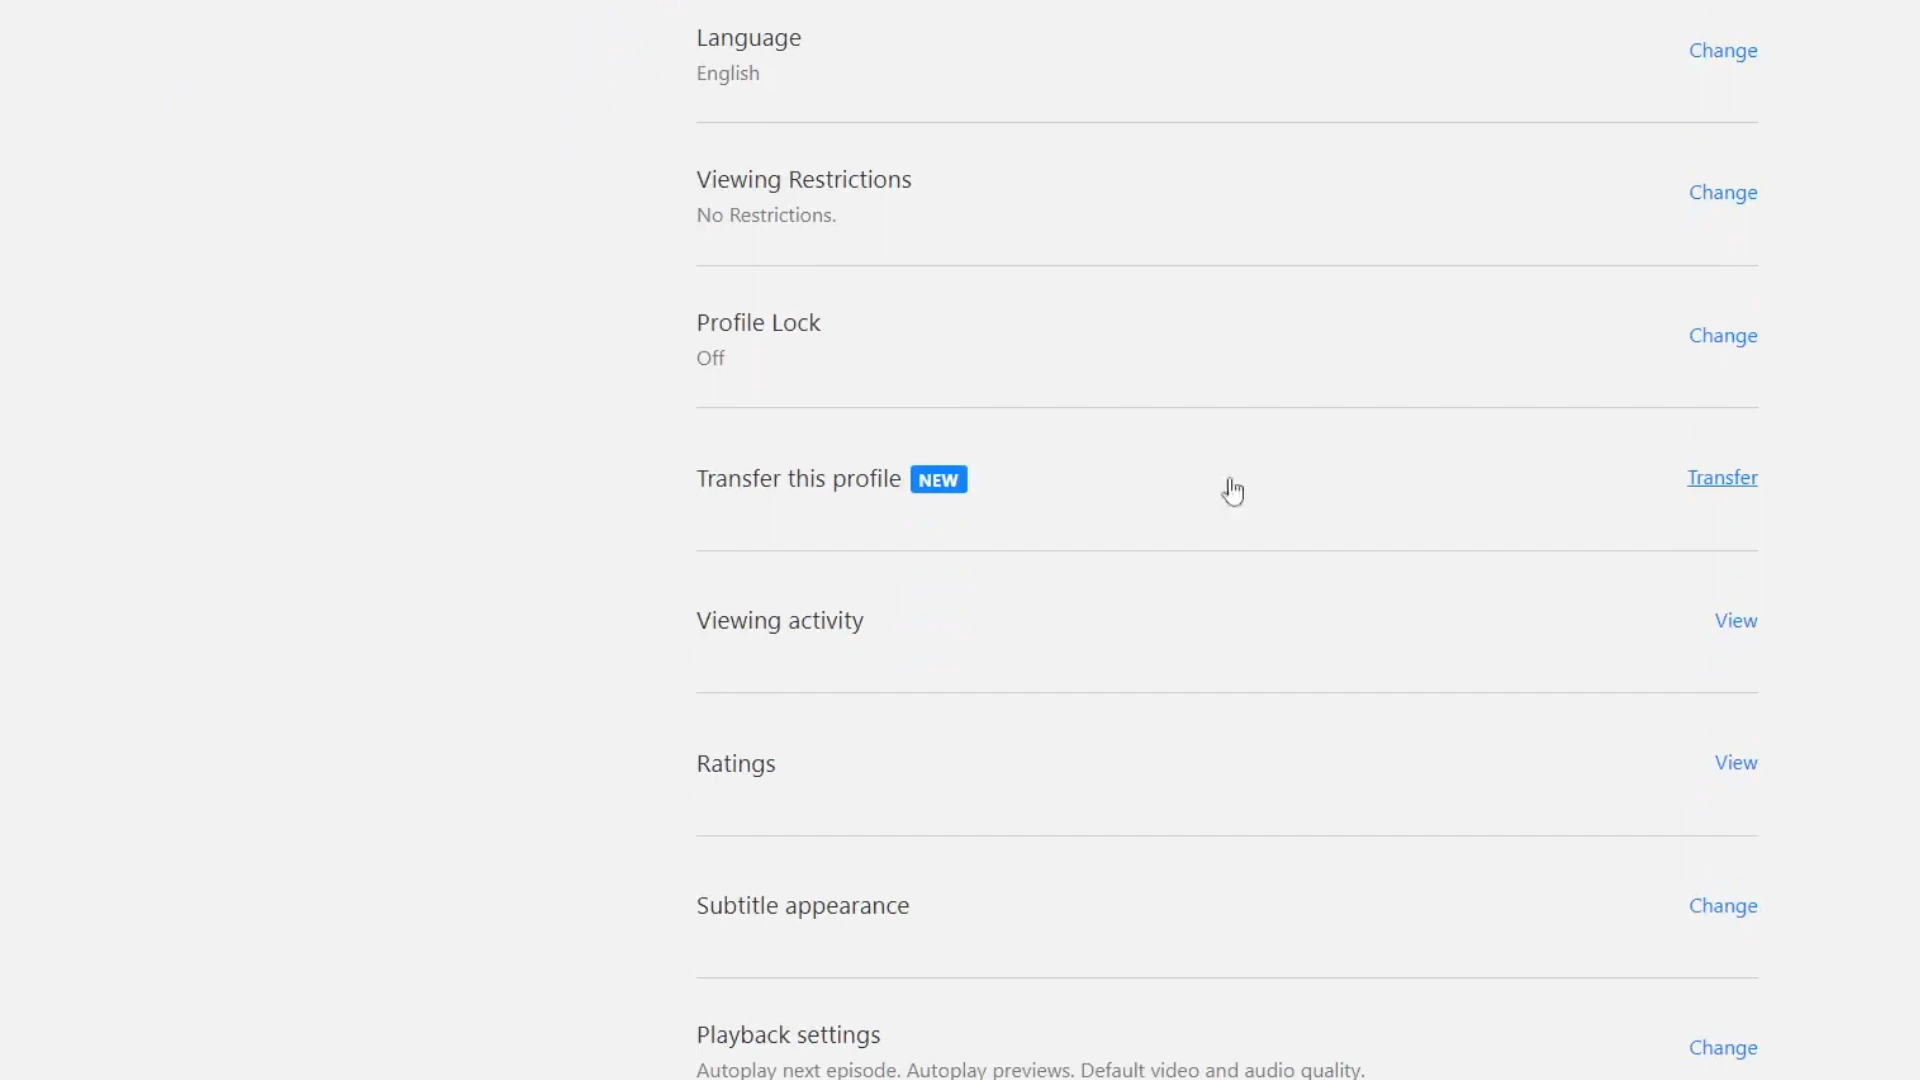 Language
Change
English
Viewing Restrictions
Change
No Restrictions.
Profile Lock
Change
Off
Transfer this profile NEW
Transfer
Viewing activity
View
Ratings
View
Subtitle appearance
Change
Playback settings
Change
Autoplay next episode. Autoplay previews. Default video and audio quality.